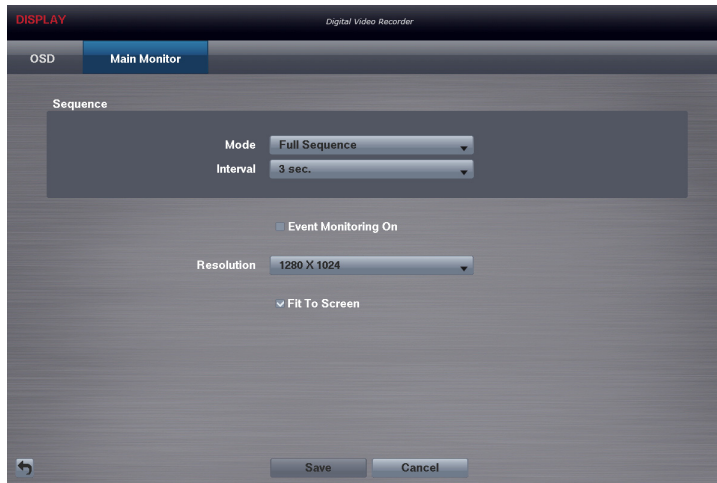 DISPLAY Digital Video Recorder
OSD Main Monitor
Sequence
Mode Full Sequence
Interval 3 sec.
Event Monitoring On
Resolution 1280 X 1024
Fit To Screen
Save Cancel